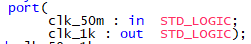 port(
clk_50m : in  STD_LOGIC;
clk_1k : out  STD_LOGIC);